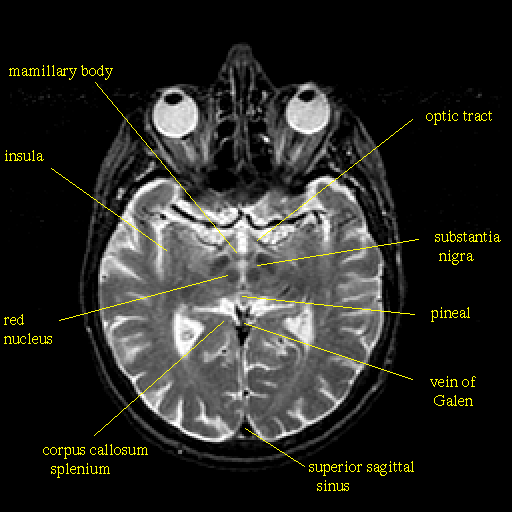 mamillary body
optic tract
insula
substantia
nigra
red
nucleus
pineal
vein of
Galen
corpus callosum
splenium
superior sagittal
sinus